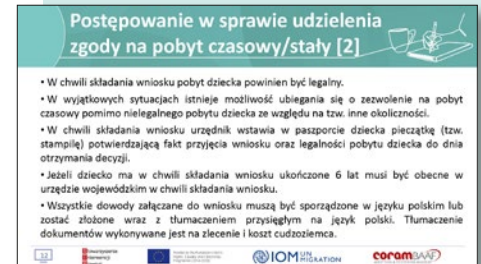 Postępowanie w sprawie udzielenia
zgody na pobyt czasowy/stały [2]
• W chwili składania wniosku pobyt dziecka powinien być legalny.
• W wyjątkowych sytuacjach istnieje możliwość ubiegania się o zezwolenie na pobyt
czasowy pomimo nielegalnego pobytu dziecka ze względu na tzw. inne okoliczności.
• W chwili składania wniosku urzędnik wstawia w paszporcie dziecka pieczątkę (tzw.
stampilę) potwierdzającą fakt przyjęcia wniosku oraz legalności pobytu dziecka do dnia
otrzymania decyzji.
• Jeżeli dziecko ma w chwili składania wniosku ukończone 6 lat musi być obecne w
urzędzie wojewódzkim w chwili składania wniosku.
• Wszystkie dowody załączane do wniosku muszą być sporządzone w języku polskim lub
zostać złożone wraz z tłumaczeniem przysięgłym na język polski. Tłumaczenie
dokumentów wykonywane jest na zlecenie i koszt cudzoziemca.
12
Stowarzyszenie
Interwencji
IOM UN MIGRATION
coramBAAF